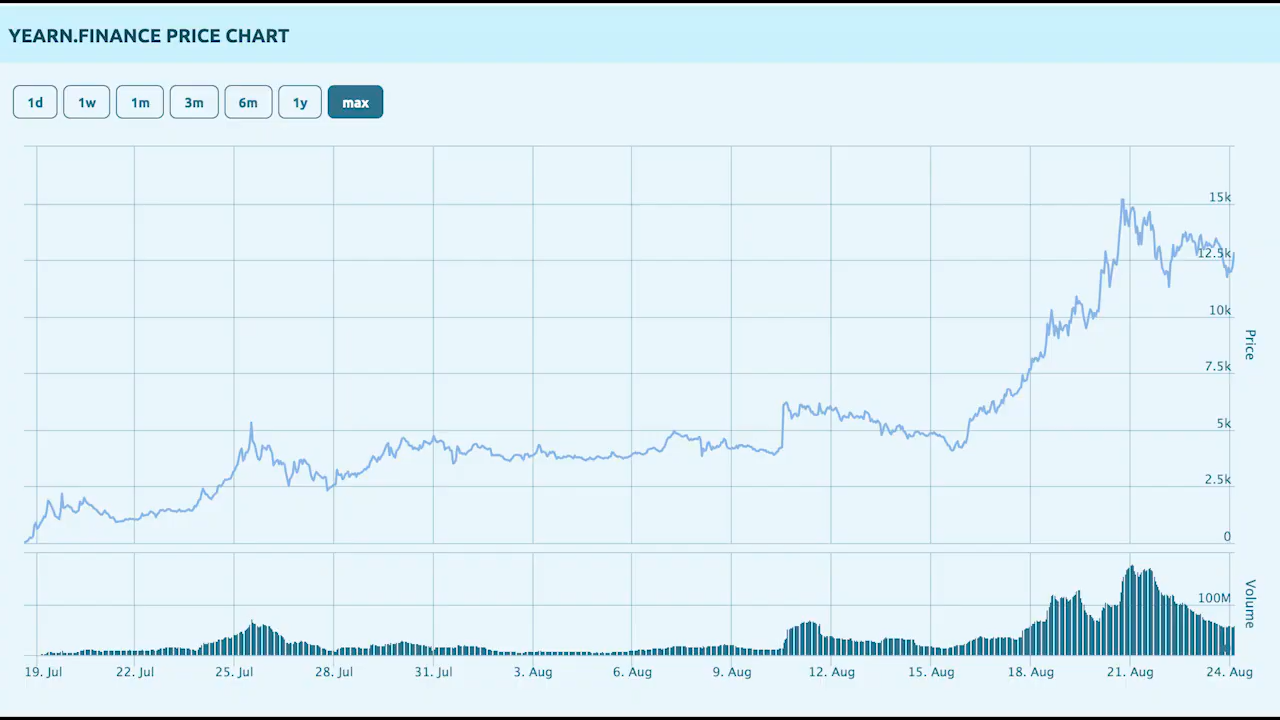 YEARN.FINANCE PRICE CHART
1d 1w 1m 3m 6m 1y max
15k
12.5k
10k
Price
7.5k
5k
2.5k
0
100M
Volume
19. Jul 22. Jul 25. Jul 28. Jul 31. Jul 3. Aug 6. Aug 9. Aug 12. Aug 15. Aug 18. Aug 21. Aug 24. Aug